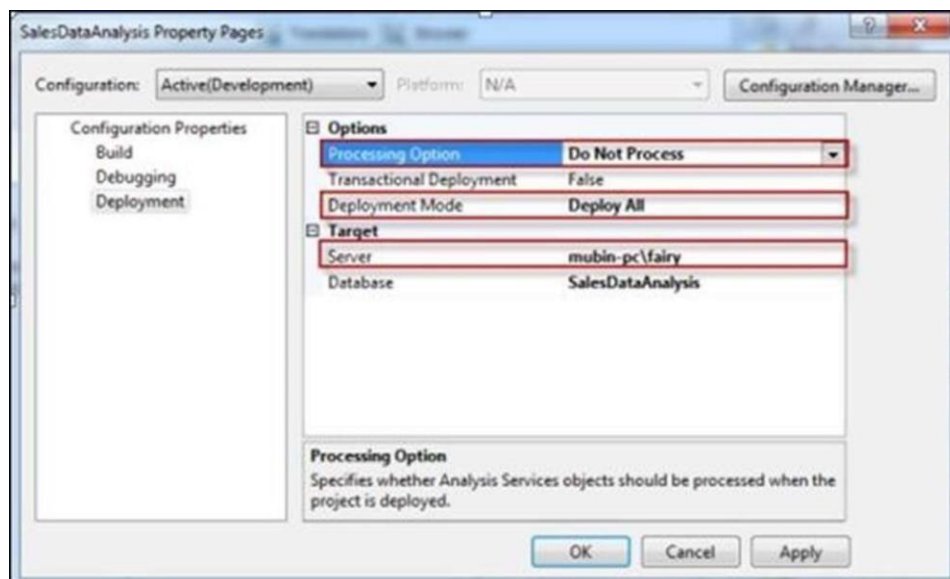 SalesDataAnalysis Property Pages
Configuration: Active(Development) Platform: N/A Configuration Manager...
Configuration Properties
Build
Debugging
Deployment
Options
Processing Option Do Not Process
Transactional Deployment False
Deployment Mode Deploy All
Target
Server mubin-pc\fairy
Database SalesDataAnalysis
Processing Option
Specifies whether Analysis Services objects should be processed when the
project is deployed.
OK Cancel Apply